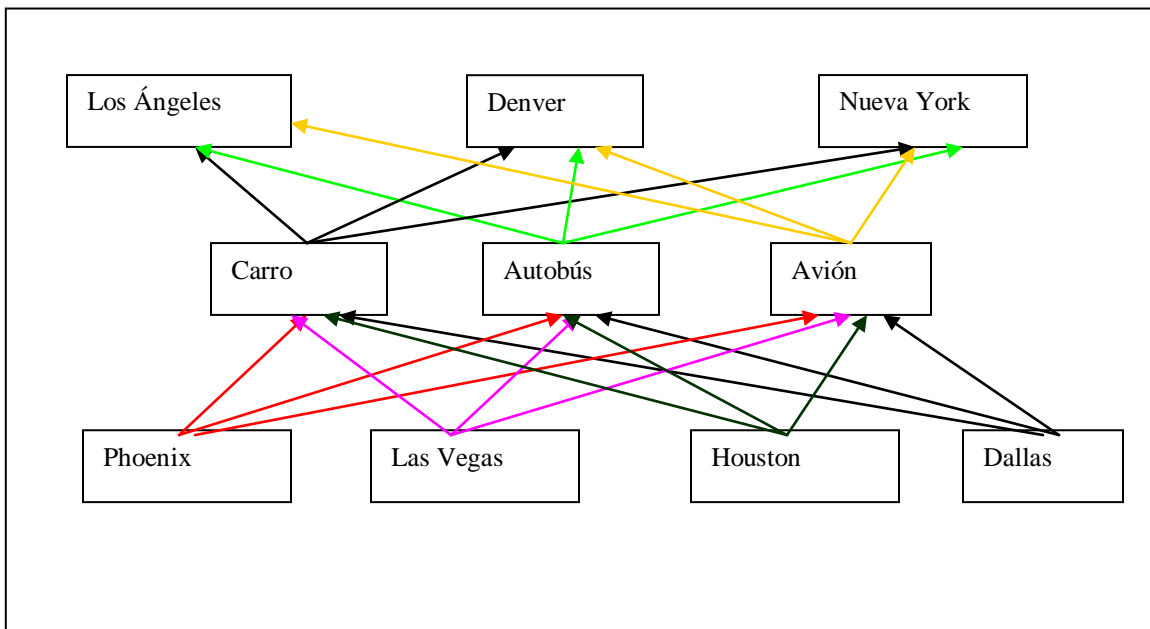 Los Ángeles
Denver
Nueva York
Carro
Autobús
Avión
Phoenix
Las Vegas
Houston
Dallas